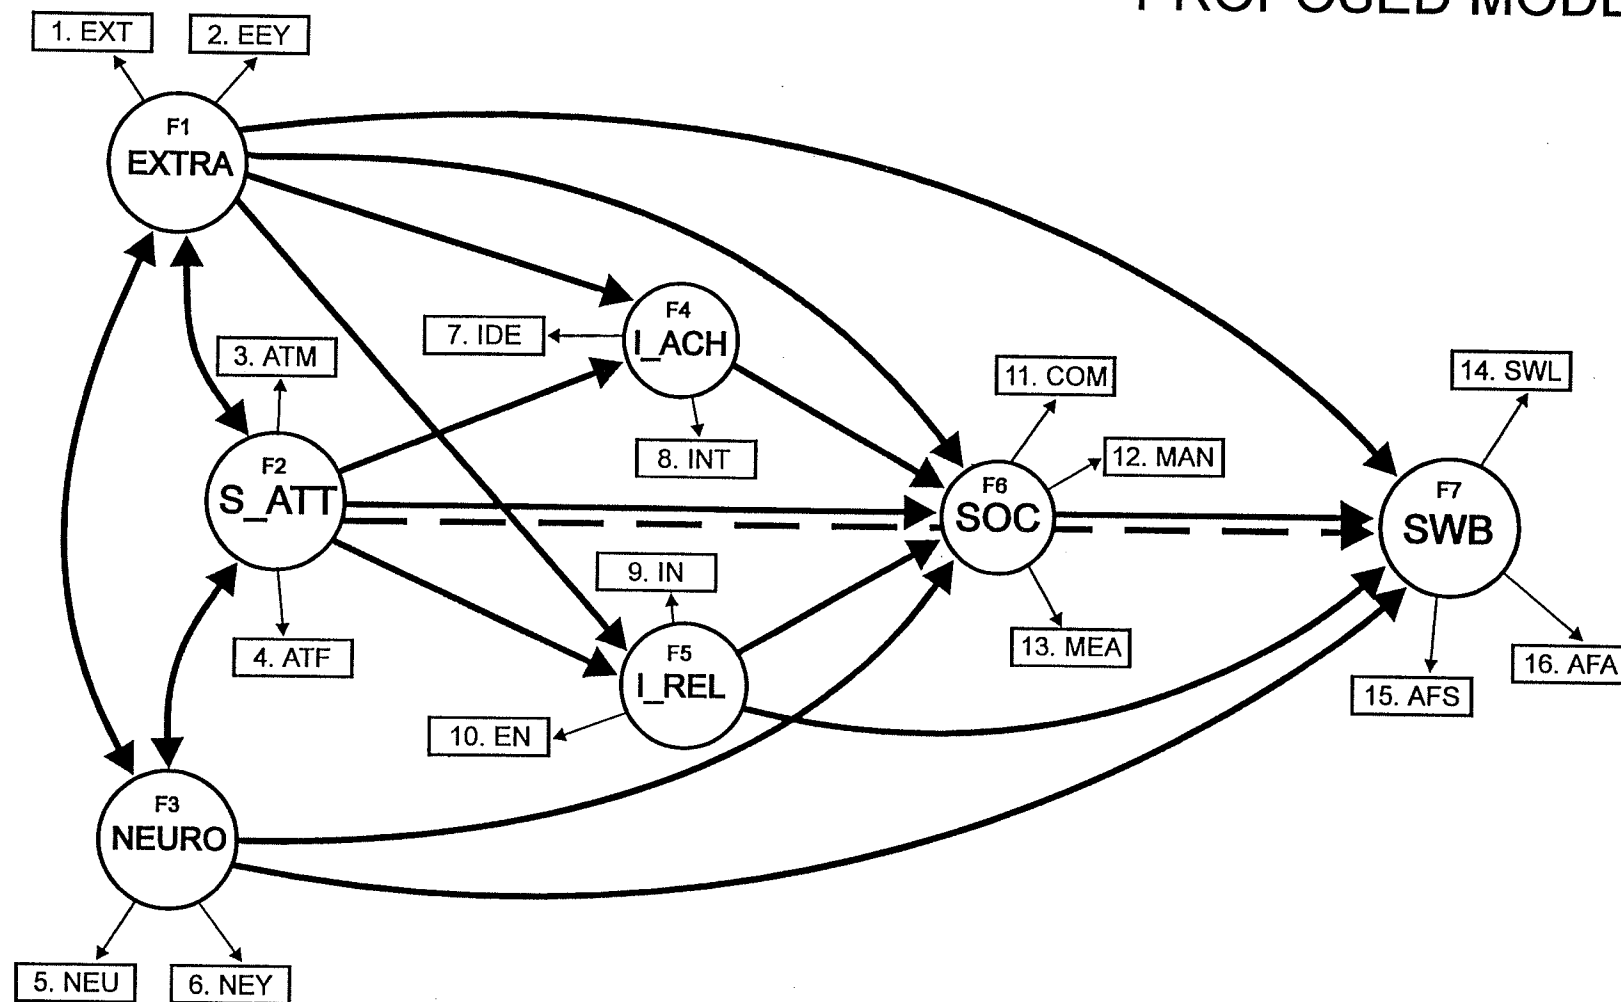 PROPOSED MODE
1. EXT
2. EEY
F1
EXTRA
3. ATM
F2
S_ATT
4. ATF
F3
NEURO
5. NEU
6. NEY
F4
I_ACH
7. IDE
8. INT
9. IN
F5
I_REL
10. EN
11. COM
12. MAN
F6
SOC
13. MEA
14. SWL
F7
SWB
15. AFS
16. AFA